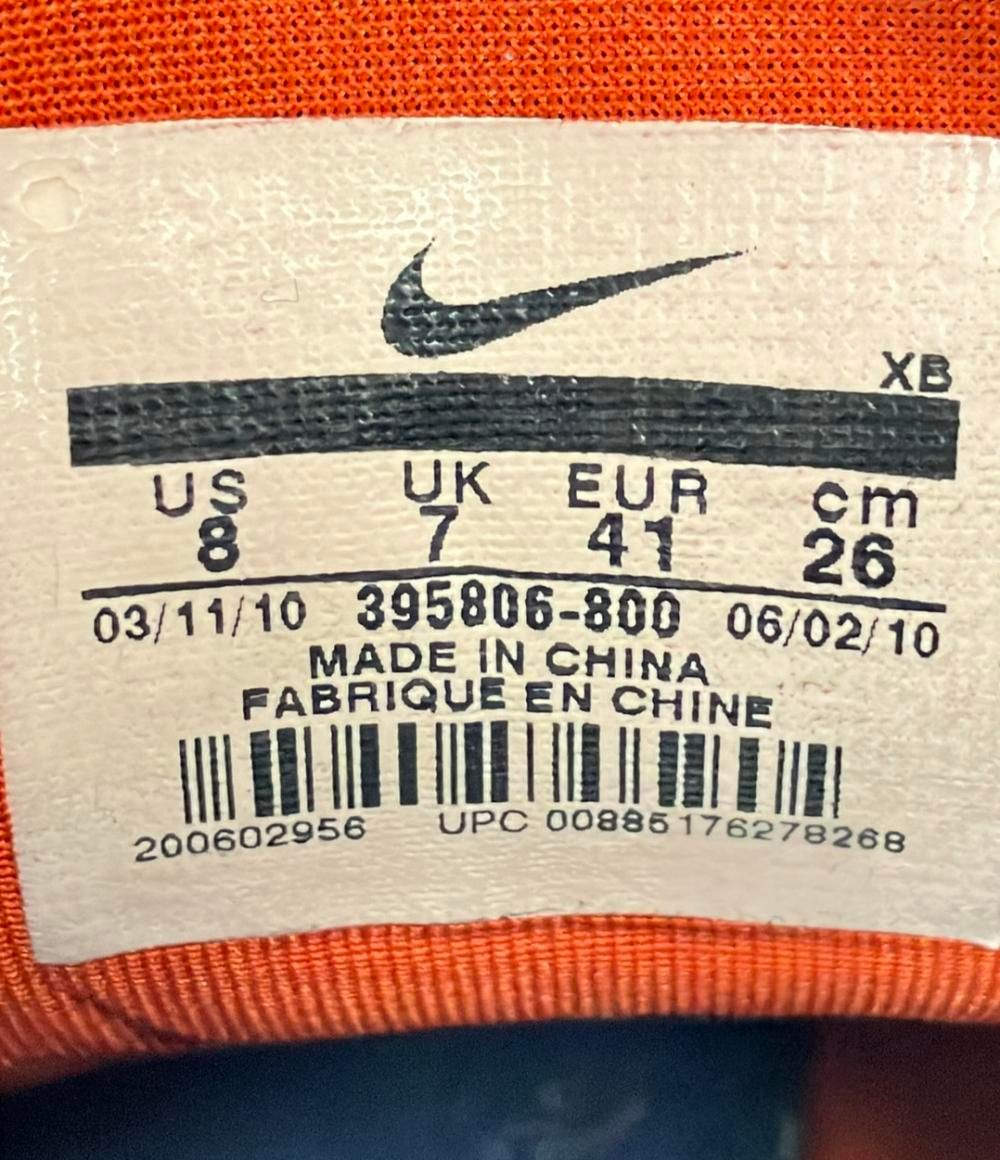 XB
US UK EUR cm
8 7 41 26
03/11/10 395806-800 06/02/10
MADE IN CHINA
FABRIQUE EN CHINE
200602956 UPC 00885176278268